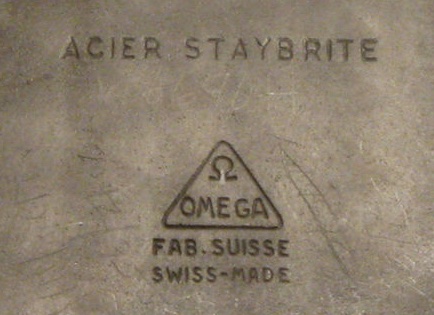 ACIER STAYBRITE
Ω
OMEGA
FAB. SUISSE
SWISS-MADE